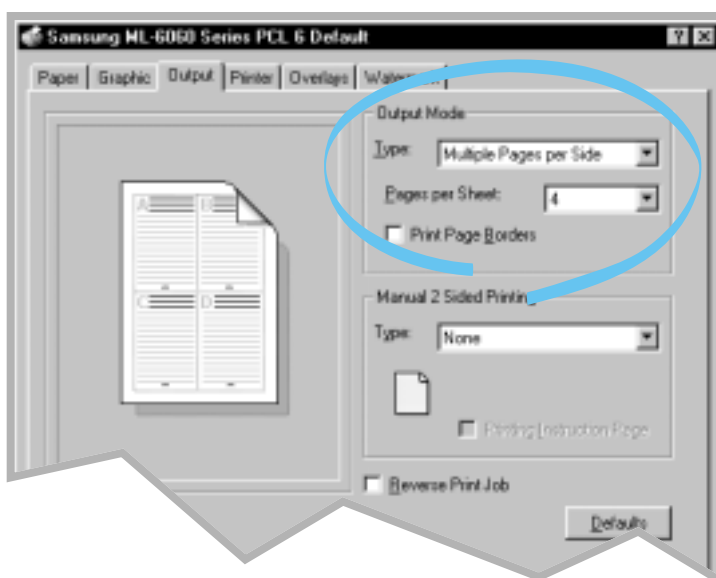 Samsung ML-6060 Series PCL 6 Default
Paper Graphic Output Printer Overlays
Output Mode
Type: Multiple Pages per Side
Pages per Sheet: 4
Print Page Borders
A B
C D
Manual 2 Sided Printing
Type: None
Printing Instruction Page
Reverse Print Job
Defaults